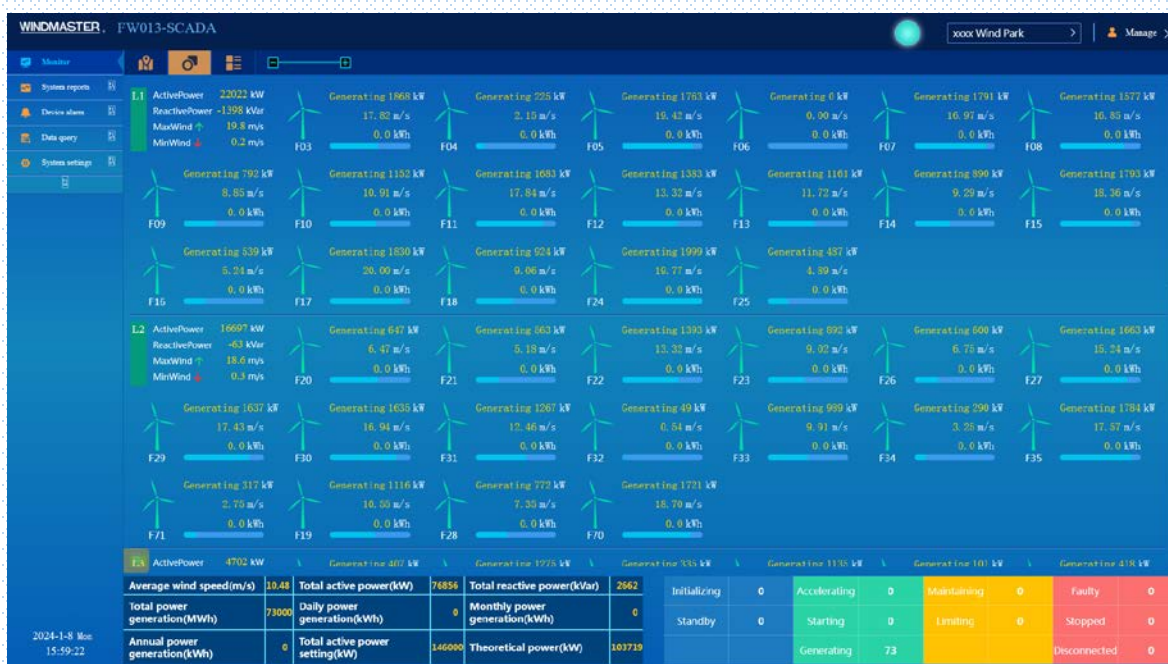 WINDMASTER. FW013-SCADA
xxxx Wind Park >
Manage >
Monitor
System reports
Device alarm
Data query
System settings
L1 ActivePower 22022 kW
ReactivePower -1398 kVar
MaxWind ↑ 19.8 m/s
MinWind ↓ 0.2 m/s
F03 Generating 1868 kW 17.82 m/s 0.0 kWh
F04 Generating 225 kW 2.15 m/s 0.0 kWh
F05 Generating 1763 kW 19.42 m/s 0.0 kWh
F06 Generating 0 kW 0.00 m/s 0.0 kWh
F07 Generating 1791 kW 16.97 m/s 0.0 kWh
F08 Generating 1577 kW 16.85 m/s 0.0 kWh
F09 Generating 792 kW 8.85 m/s 0.0 kWh
F10 Generating 1152 kW 10.91 m/s 0.0 kWh
F11 Generating 1683 kW 17.84 m/s 0.0 kWh
F12 Generating 1383 kW 13.32 m/s 0.0 kWh
F13 Generating 1161 kW 11.72 m/s 0.0 kWh
F14 Generating 890 kW 9.29 m/s 0.0 kWh
F15 Generating 1793 kW 18.36 m/s 0.0 kWh
F16 Generating 539 kW 5.24 m/s 0.0 kWh
F17 Generating 1830 kW 20.00 m/s 0.0 kWh
F18 Generating 924 kW 9.06 m/s 0.0 kWh
F24 Generating 1999 kW 19.77 m/s 0.0 kWh
F25 Generating 487 kW 4.89 m/s 0.0 kWh
L2 ActivePower 16697 kW
ReactivePower -63 kVar
MaxWind ↑ 18.6 m/s
MinWind ↓ 0.3 m/s
F20 Generating 647 kW 6.47 m/s 0.0 kWh
F21 Generating 563 kW 5.18 m/s 0.0 kWh
F22 Generating 1393 kW 13.32 m/s 0.0 kWh
F23 Generating 892 kW 9.02 m/s 0.0 kWh
F26 Generating 600 kW 6.75 m/s 0.0 kWh
F27 Generating 1663 kW 15.24 m/s 0.0 kWh
F29 Generating 1637 kW 17.43 m/s 0.0 kWh
F30 Generating 1635 kW 16.94 m/s 0.0 kWh
F31 Generating 1267 kW 12.46 m/s 0.0 kWh
F32 Generating 49 kW 0.54 m/s 0.0 kWh
F33 Generating 989 kW 9.91 m/s 0.0 kWh
F34 Generating 290 kW 3.25 m/s 0.0 kWh
F35 Generating 1784 kW 17.57 m/s 0.0 kWh
F71 Generating 317 kW 2.75 m/s 0.0 kWh
F19 Generating 1116 kW 10.55 m/s 0.0 kWh
F28 Generating 772 kW 7.35 m/s 0.0 kWh
F70 Generating 1721 kW 18.70 m/s 0.0 kWh
ActivePower 4702 kW Generating 407 kW Generating 1275 kW Generating 335 kW Generating 1135 kW Generating 101 kW Generating 418 kW
Average wind speed(m/s) 10.48 Total active power(kW) 76856 Total reactive power(kVar) 2662
Total power generation(MWh) 73000 Daily power generation(kWh) 0 Monthly power generation(kWh) 0
Annual power generation(kWh) 0 Total active power setting(kW) 146000 Theoretical power(kW) 103719
Initializing 0 Accelerating 0 Maintaining 0 Faulty 0
Standby 0 Starting 0 Limiting 0 Stopped 0
Generating 73 Disconnected 0
2024-1-8 Mon
15:59:22